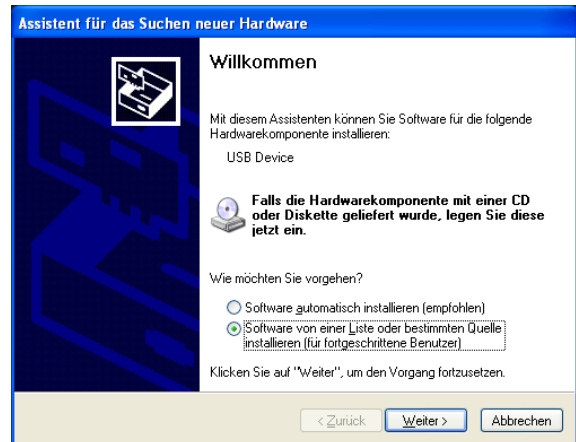 Assistent für das Suchen neuer Hardware
Willkommen
Mit diesem Assistenten können Sie Software für die folgende
Hardwarekomponente installieren:
USB Device
Falls die Hardwarekomponente mit einer CD
oder Diskette geliefert wurde, legen Sie diese
jetzt ein.
Wie möchten Sie vorgehen?
Software automatisch installieren (empfohlen)
Software von einer Liste oder bestimmten Quelle
installieren (für fortgeschrittene Benutzer)
Klicken Sie auf "Weiter", um den Vorgang fortzusetzen.
< Zurück Weiter > Abbrechen